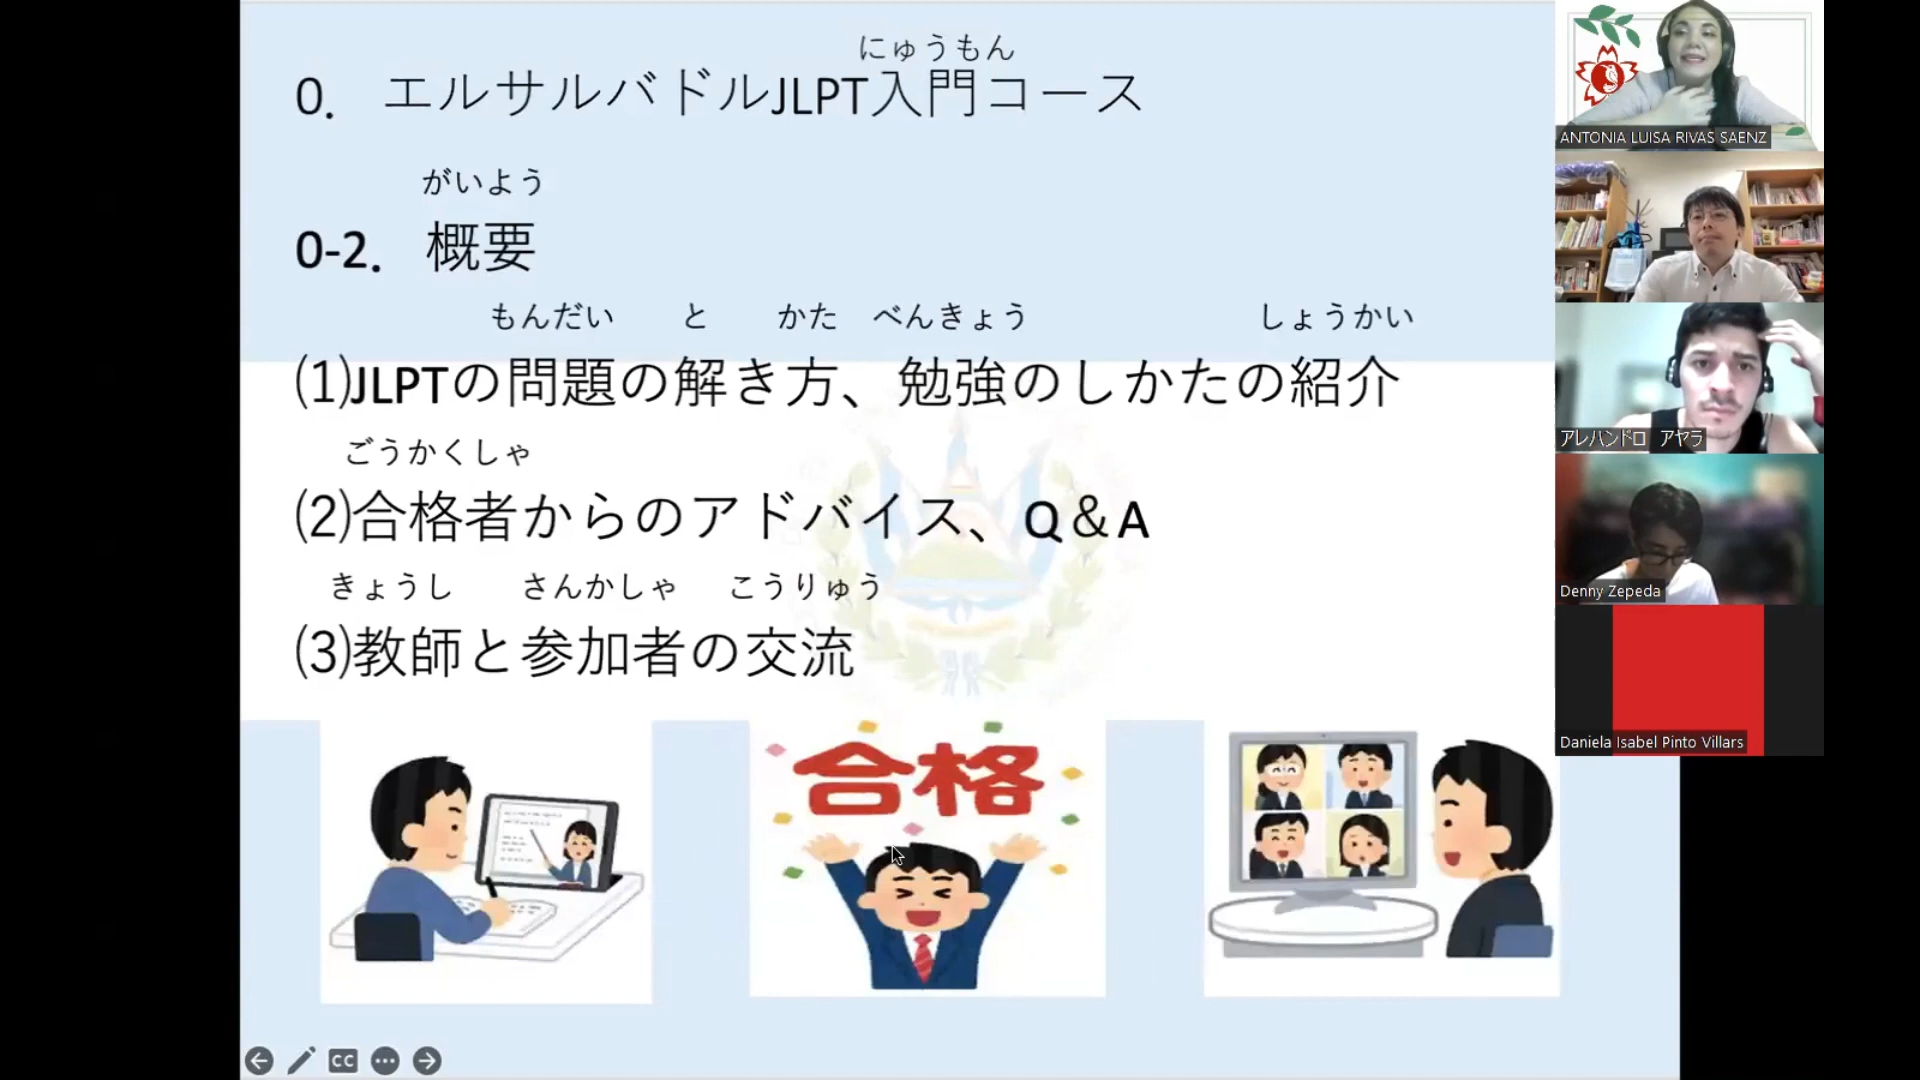 にゅうもん
0. エルサルバドルJLPT入門コース
がいよう
0-2. 概要
もんだい と かた べんきょう しょうかい
(1)JLPTの問題の解き方、勉強のしかたの紹介
ごうかくしゃ
(2)合格者からのアドバイス、Q＆A
きょうし さんかしゃ こうりゅう
(3)教師と参加者の交流
合格
CC
ANTONIA LUISA RIVAS SAENZ
アレハンドロ アヤラ
Denny Zepeda
Daniela Isabel Pinto Villars